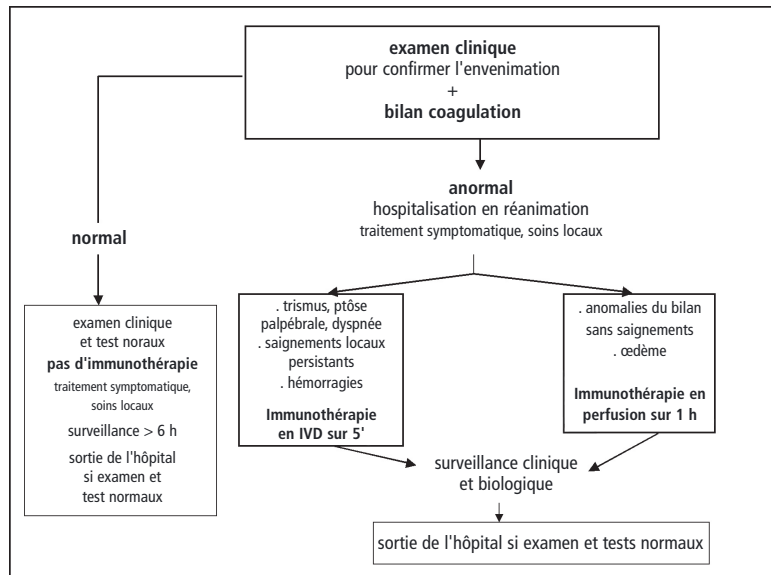 examen clinique
pour confirmer l'envenimation
+
bilan coagulation
anormal
hospitalisation en réanimation
traitement symptomatique, soins locaux
normal
examen clinique
et test noraux
pas d'immunothérapie
traitement symptomatique,
soins locaux
surveillance > 6 h
sortie de l'hôpital
si examen et
test normaux
. trismus, ptôse
palpébrale, dyspnée
. saignements locaux
persistants
. hémorragies
Immunothérapie
en IVD sur 5'
. anomalies du bilan
sans saignements
. œdème
Immunothérapie en
perfusion sur 1 h
surveillance clinique
et biologique
sortie de l'hôpital si examen et tests normaux